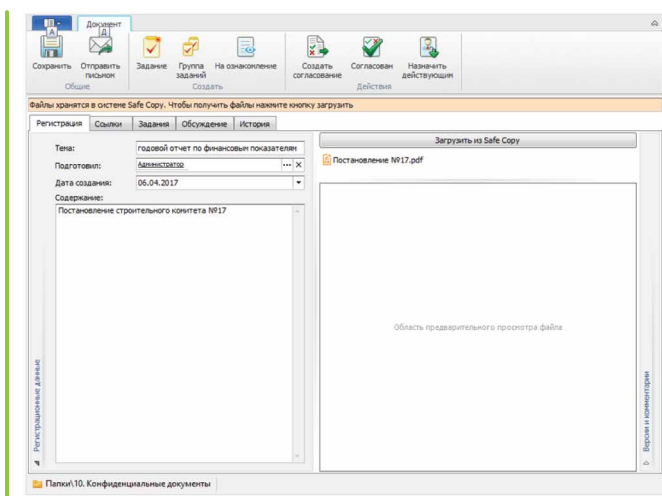 Документ
А
Д
Сохранить Отправить письмом Задание Группа заданий На ознакомление Создать согласование Согласован Назначить действующим
Общие Создать Действия
Файлы хранятся в системе Safe Copy. Чтобы получить файлы нажмите кнопку загрузить
Регистрация Ссылки Задания Обсуждение История
Загрузить из Safe Copy
Тема: годовой отчет по финансовым показателям
Постановление №17.pdf
Подготовил: Администратор ... X
Дата создания: 06.04.2017
Содержание:
Постановление строительного комитета №17
Область предварительного просмотра файла
Регистрационные данные
Версии и комментарии
Папки\10. Конфиденциальные документы